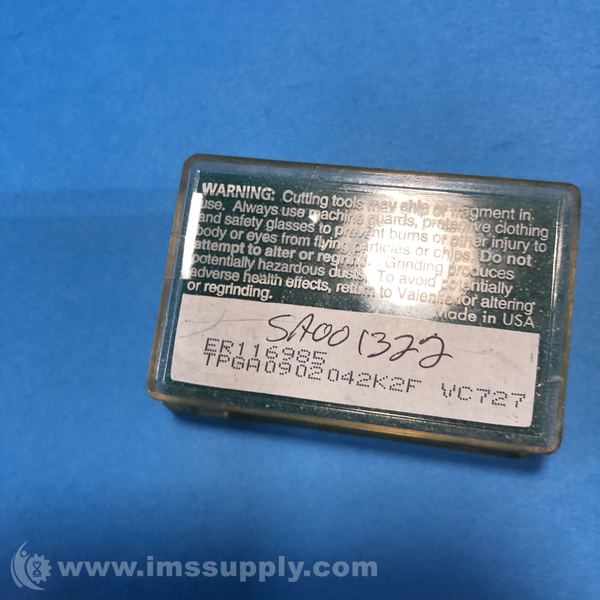 WARNING: Cutting tools may chip or fragment in
use. Always use machine guards, protective clothing
and safety glasses to prevent burns or other injury to
body or eyes from flying particles or chips. Do not
attempt to alter or regrind. Grinding produces
potentially hazardous dusts. To avoid potentially
adverse health effects, return to Valenite for altering
or regrinding.
Made in USA
SA001322
ER116985
TPGA0902042K2F VC727
www.imssupply.com